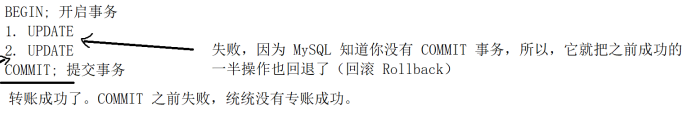 BEGIN; 开启事务
1. UPDATE
2. UPDATE
COMMIT; 提交事务
失败，因为 MySQL 知道你没有 COMMIT 事务，所以，它就把之前成功的
一半操作也回退了（回滚 Rollback）
转账成功了。COMMIT 之前失败，统统没有专账成功。